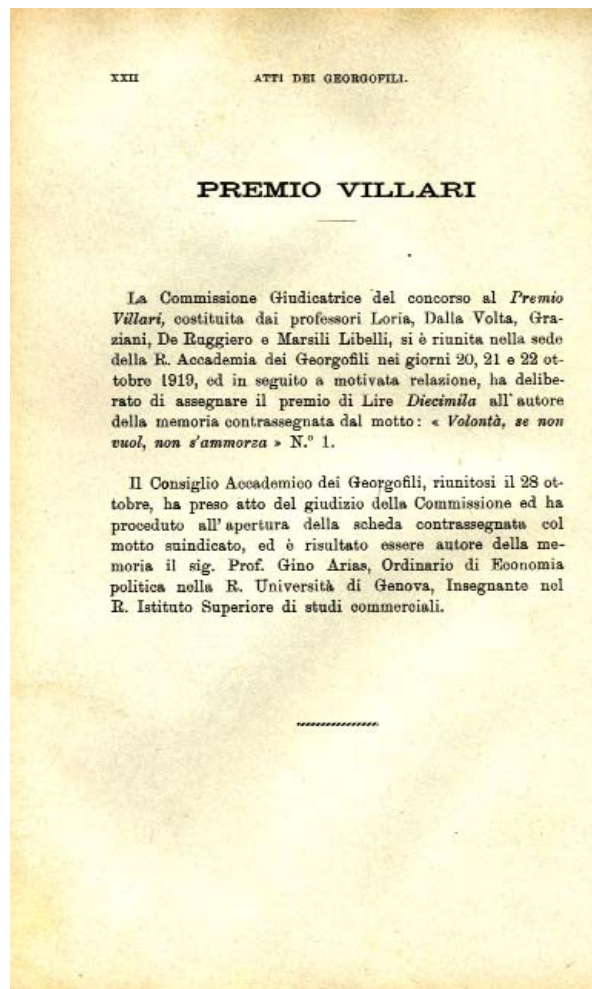 XXII ATTI DEI GEORGOFILI.
PREMIO VILLARI
La Commissione Giudicatrice del concorso al Premio
Villari, costituita dai professori Loria, Dalla Volta, Gra-
ziani, De Ruggiero e Marsili Libelli, si è riunita nella sede
della R. Accademia dei Georgofili nei giorni 20, 21 e 22 ot-
tobre 1919, ed in seguito a motivata relazione, ha delibe-
rato di assegnare il premio di Lire Diecimila all'autore
della memoria contrassegnata dal motto: « Volontà, se non
vuol, non s'ammorza » N.° 1.
Il Consiglio Accademico dei Georgofili, riunitosi il 28 ot-
tobre, ha preso atto del giudizio della Commissione ed ha
proceduto all'apertura della scheda contrassegnata col
motto suindicato, ed è risultato essere autore della me-
moria il sig. Prof. Gino Arias, Ordinario di Economia
politica nella R. Università di Genova, Insegnante nel
R. Istituto Superiore di studi commerciali.